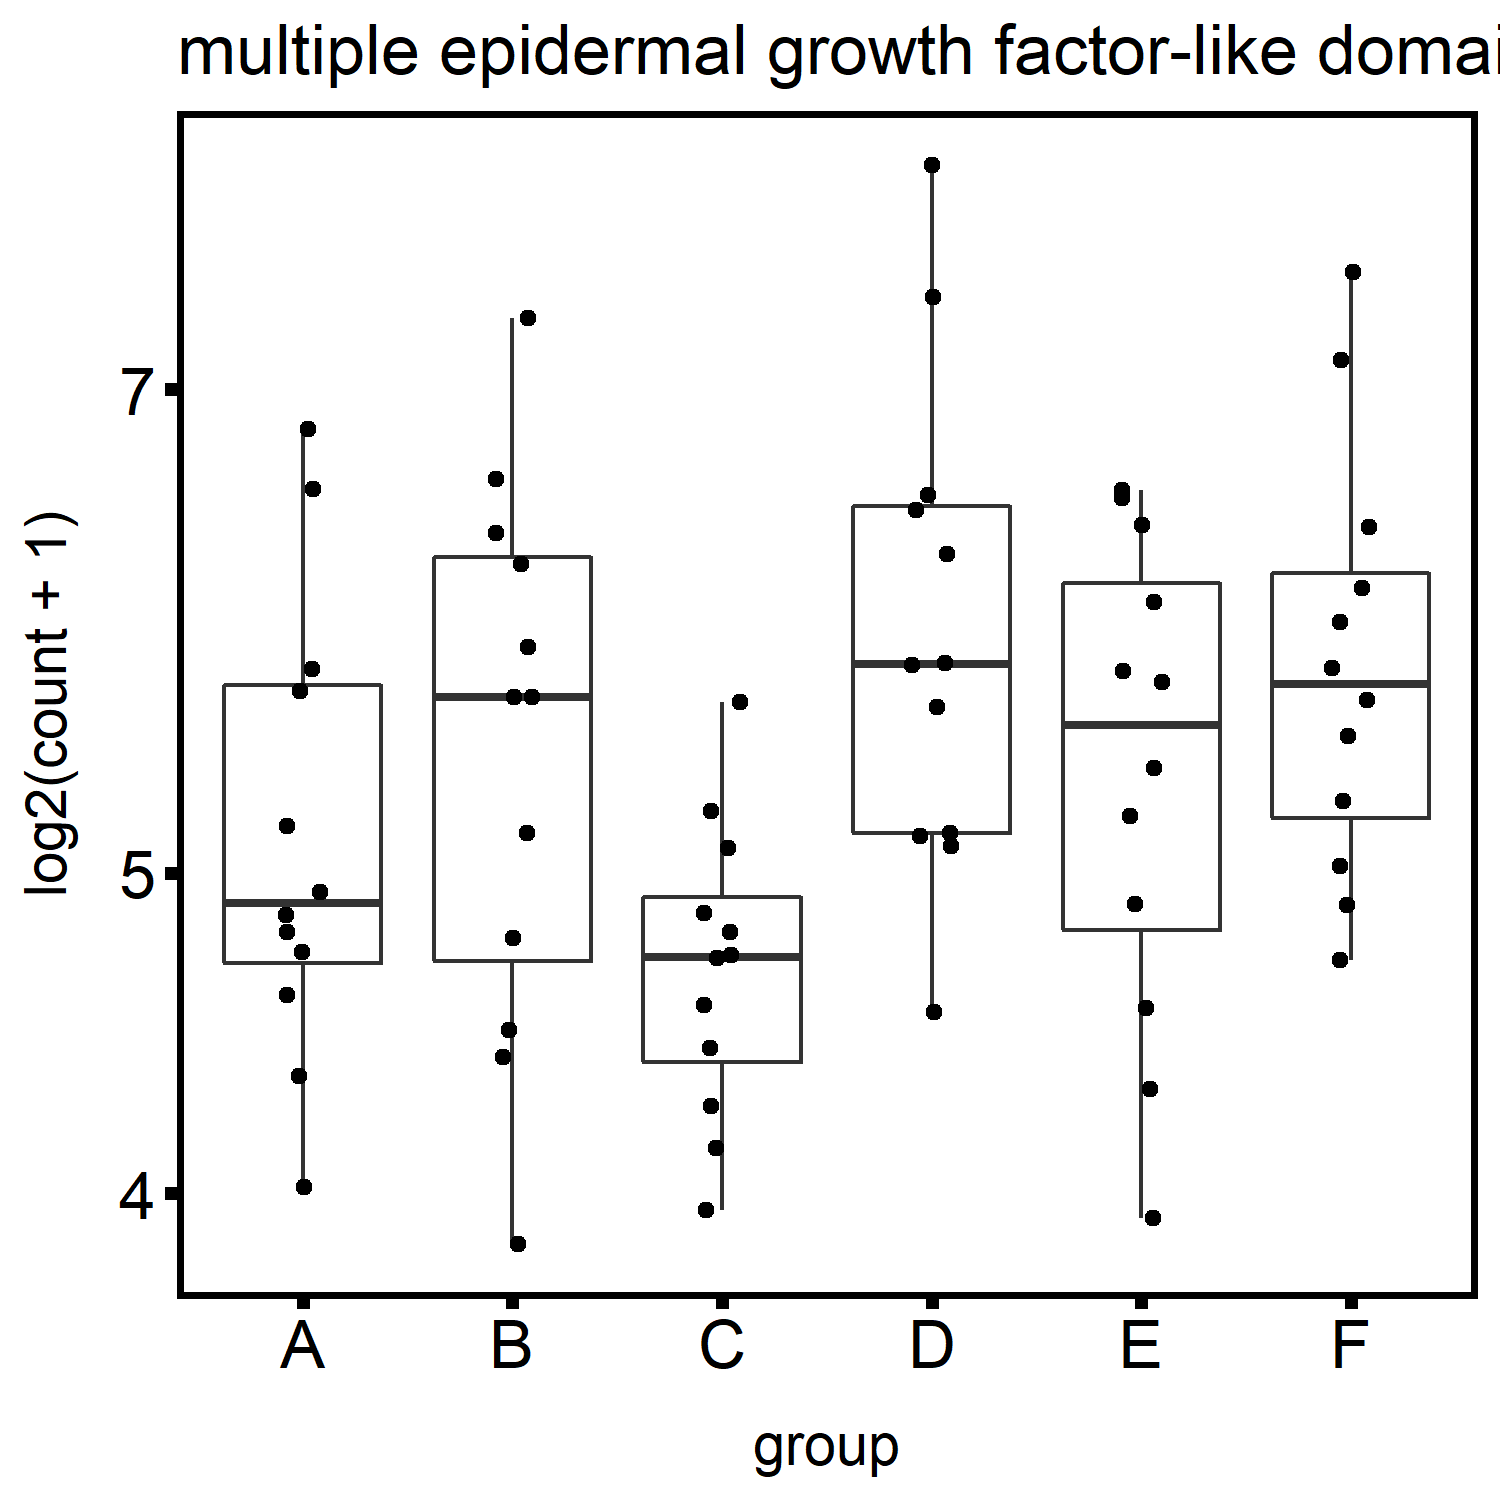 multiple epidermal growth factor-like domai
log2(count + 1)
7
5
4
A B C D E F
group